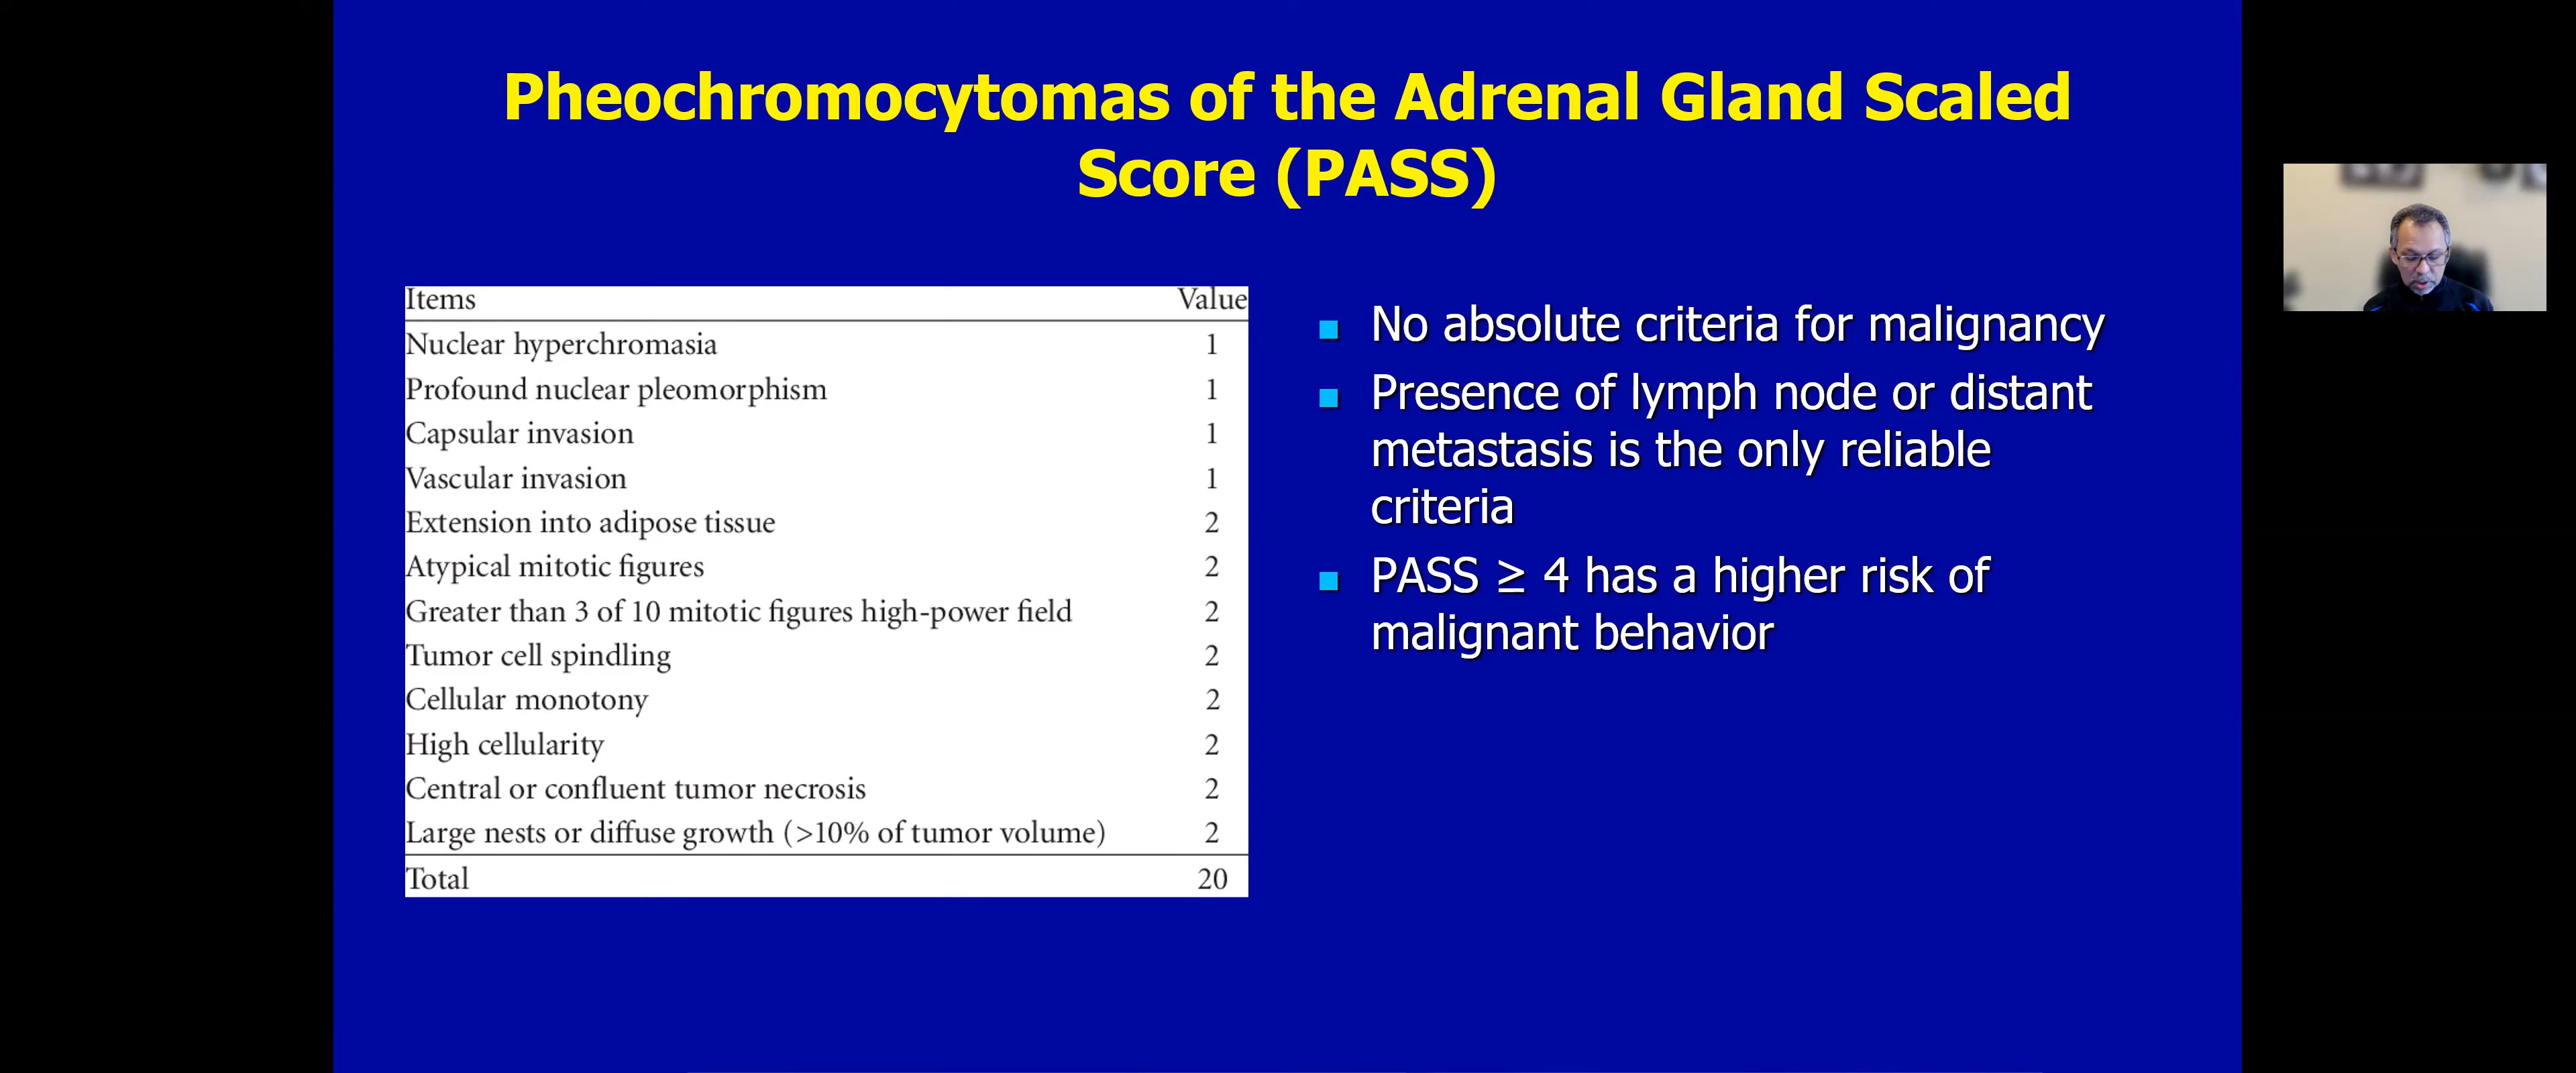 Pheochromocytomas of the Adrenal Gland Scaled
Score (PASS)
Items Value
Nuclear hyperchromasia 1
Profound nuclear pleomorphism 1
Capsular invasion 1
Vascular invasion 1
Extension into adipose tissue 2
Atypical mitotic figures 2
Greater than 3 of 10 mitotic figures high-power field 2
Tumor cell spindling 2
Cellular monotony 2
High cellularity 2
Central or confluent tumor necrosis 2
Large nests or diffuse growth (>10% of tumor volume) 2
Total 20
No absolute criteria for malignancy
Presence of lymph node or distant
metastasis is the only reliable
criteria
PASS ≥ 4 has a higher risk of
malignant behavior